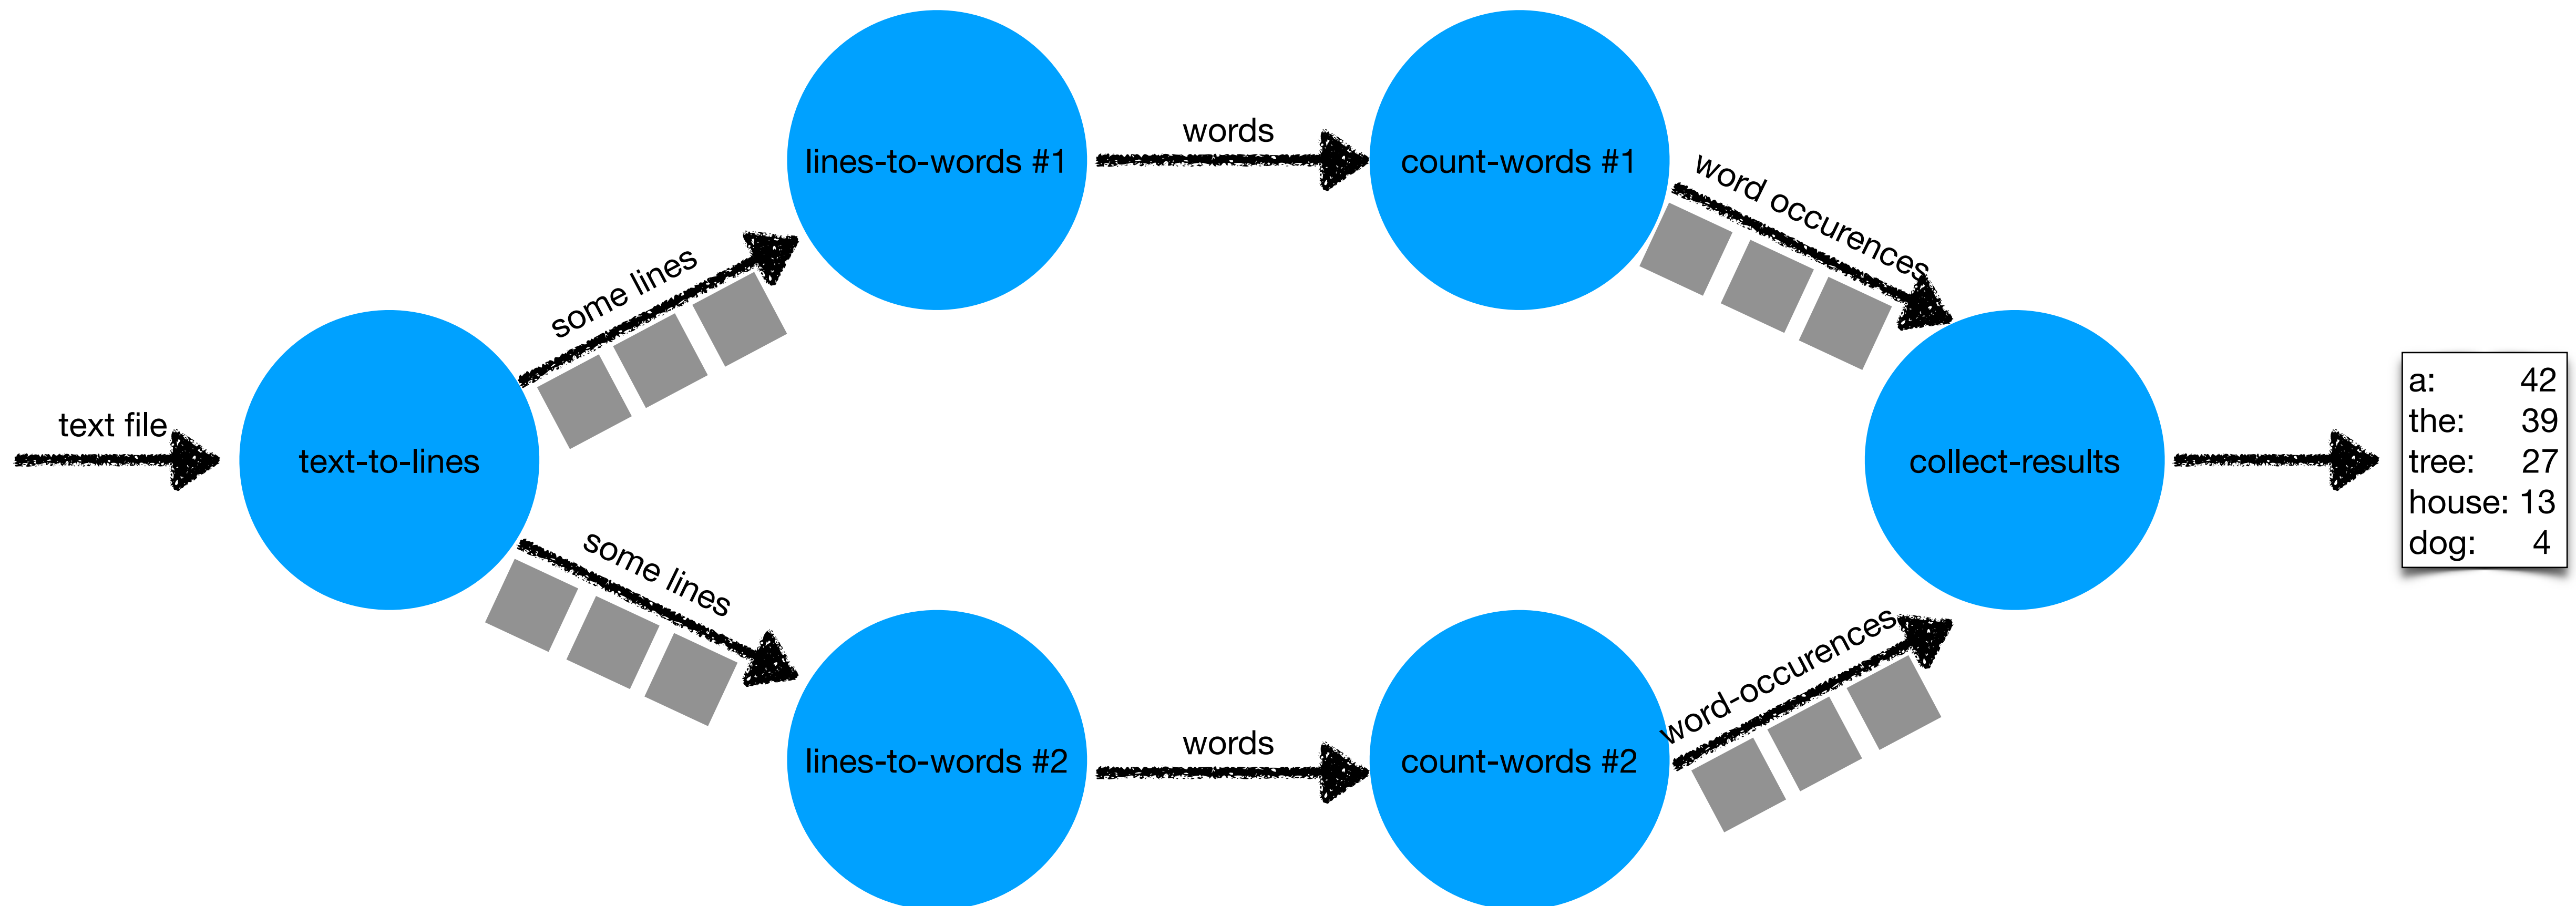 text file
text-to-lines
some lines
some lines
lines-to-words #1
lines-to-words #2
words
words
count-words #1
count-words #2
word occurences
word-occurences
collect-results
a: 42
the: 39
tree: 27
house: 13
dog: 4